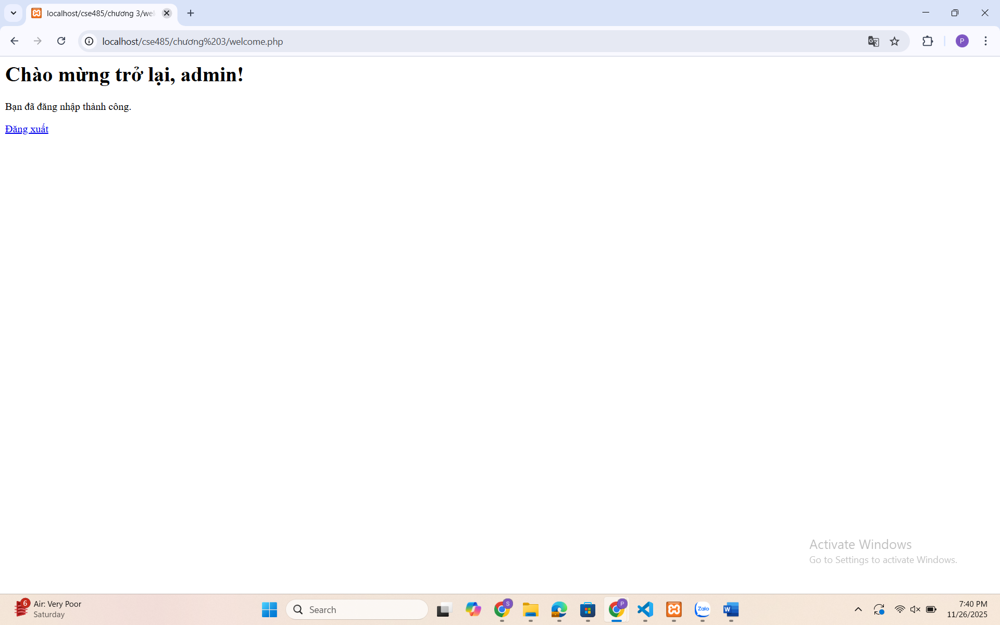 localhost/cse485/chương 3/wel
localhost/cse485/chương%203/welcome.php
P
Chào mừng trở lại, admin!
Bạn đã đăng nhập thành công.
Đăng xuất
Activate Windows
Go to Settings to activate Windows.
6
Air: Very Poor
Saturday
Search
S
P
Zalo
W
7:40 PM
11/26/2025